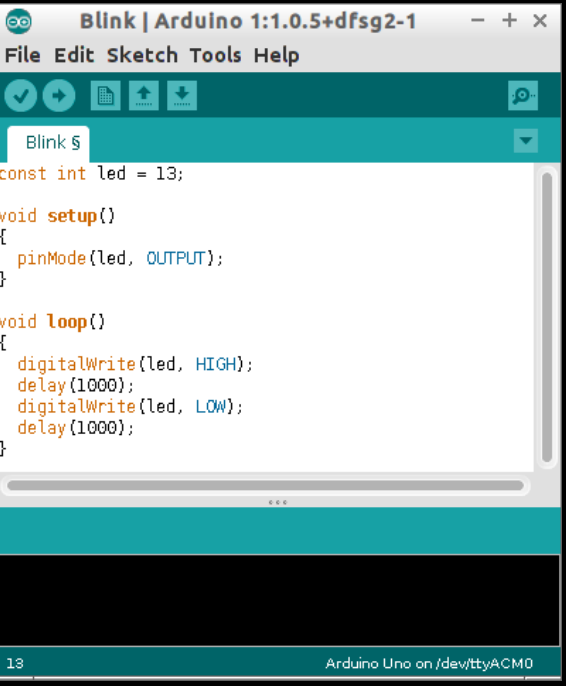 Blink | Arduino 1:1.0.5+dfsg2-1
File Edit Sketch Tools Help
Blink §
const int led = 13;
void setup()
{
  pinMode(led, OUTPUT);
}
void loop()
{
  digitalWrite(led, HIGH);
  delay(1000);
  digitalWrite(led, LOW);
  delay(1000);
}
13
Arduino Uno on /dev/ttyACM0